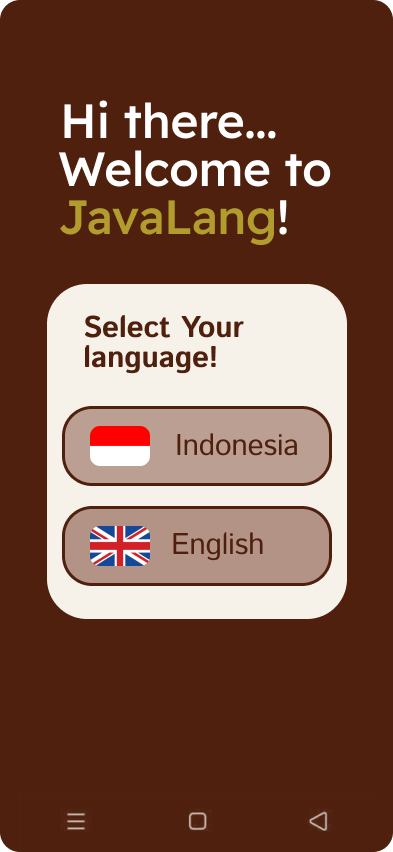 Hi there...
Welcome to
JavaLang!
Select Your
language!
Indonesia
English